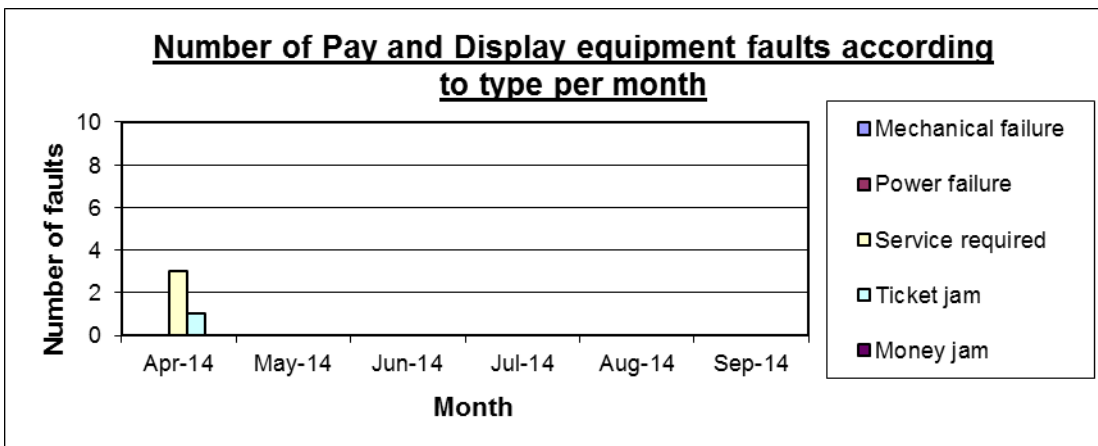 Number of Pay and Display equipment faults according
to type per month
Number of faults
10
8
6
4
2
0
Apr-14 May-14 Jun-14 Jul-14 Aug-14 Sep-14
Month
Mechanical failure
Power failure
Service required
Ticket jam
Money jam